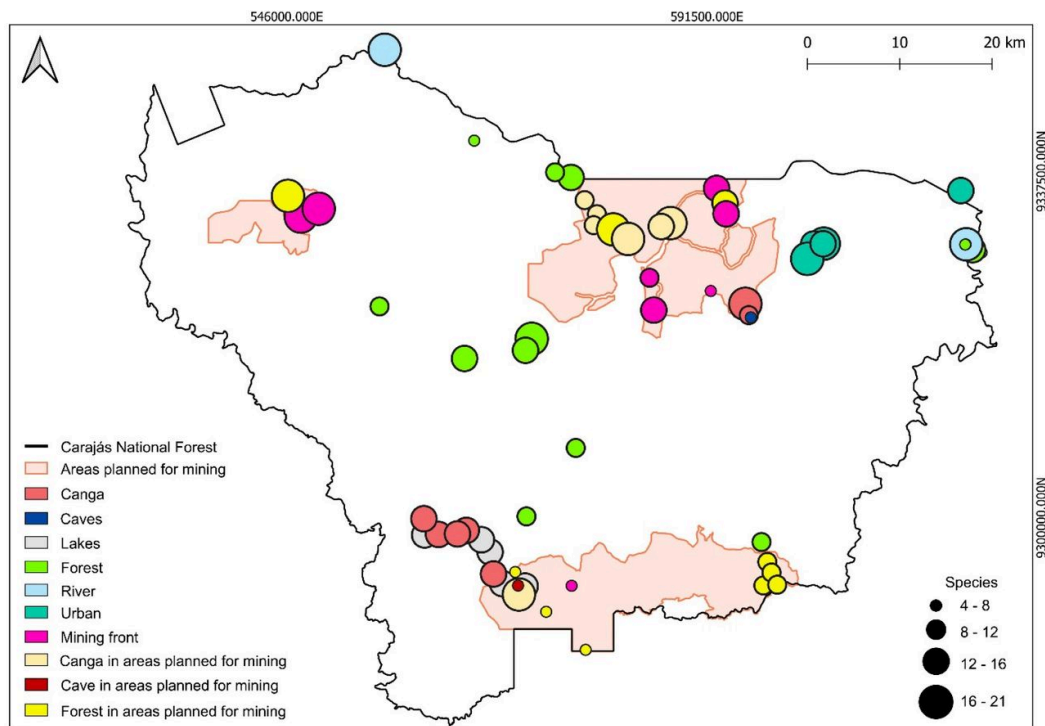 546000.000E
591500.000E
0 10 20 km
9337500.000N
9300000.000N
Carajás National Forest
Areas planned for mining
Canga
Caves
Lakes
Forest
River
Urban
Mining front
Canga in areas planned for mining
Cave in areas planned for mining
Forest in areas planned for mining
Species
4 - 8
8 - 12
12 - 16
16 - 21